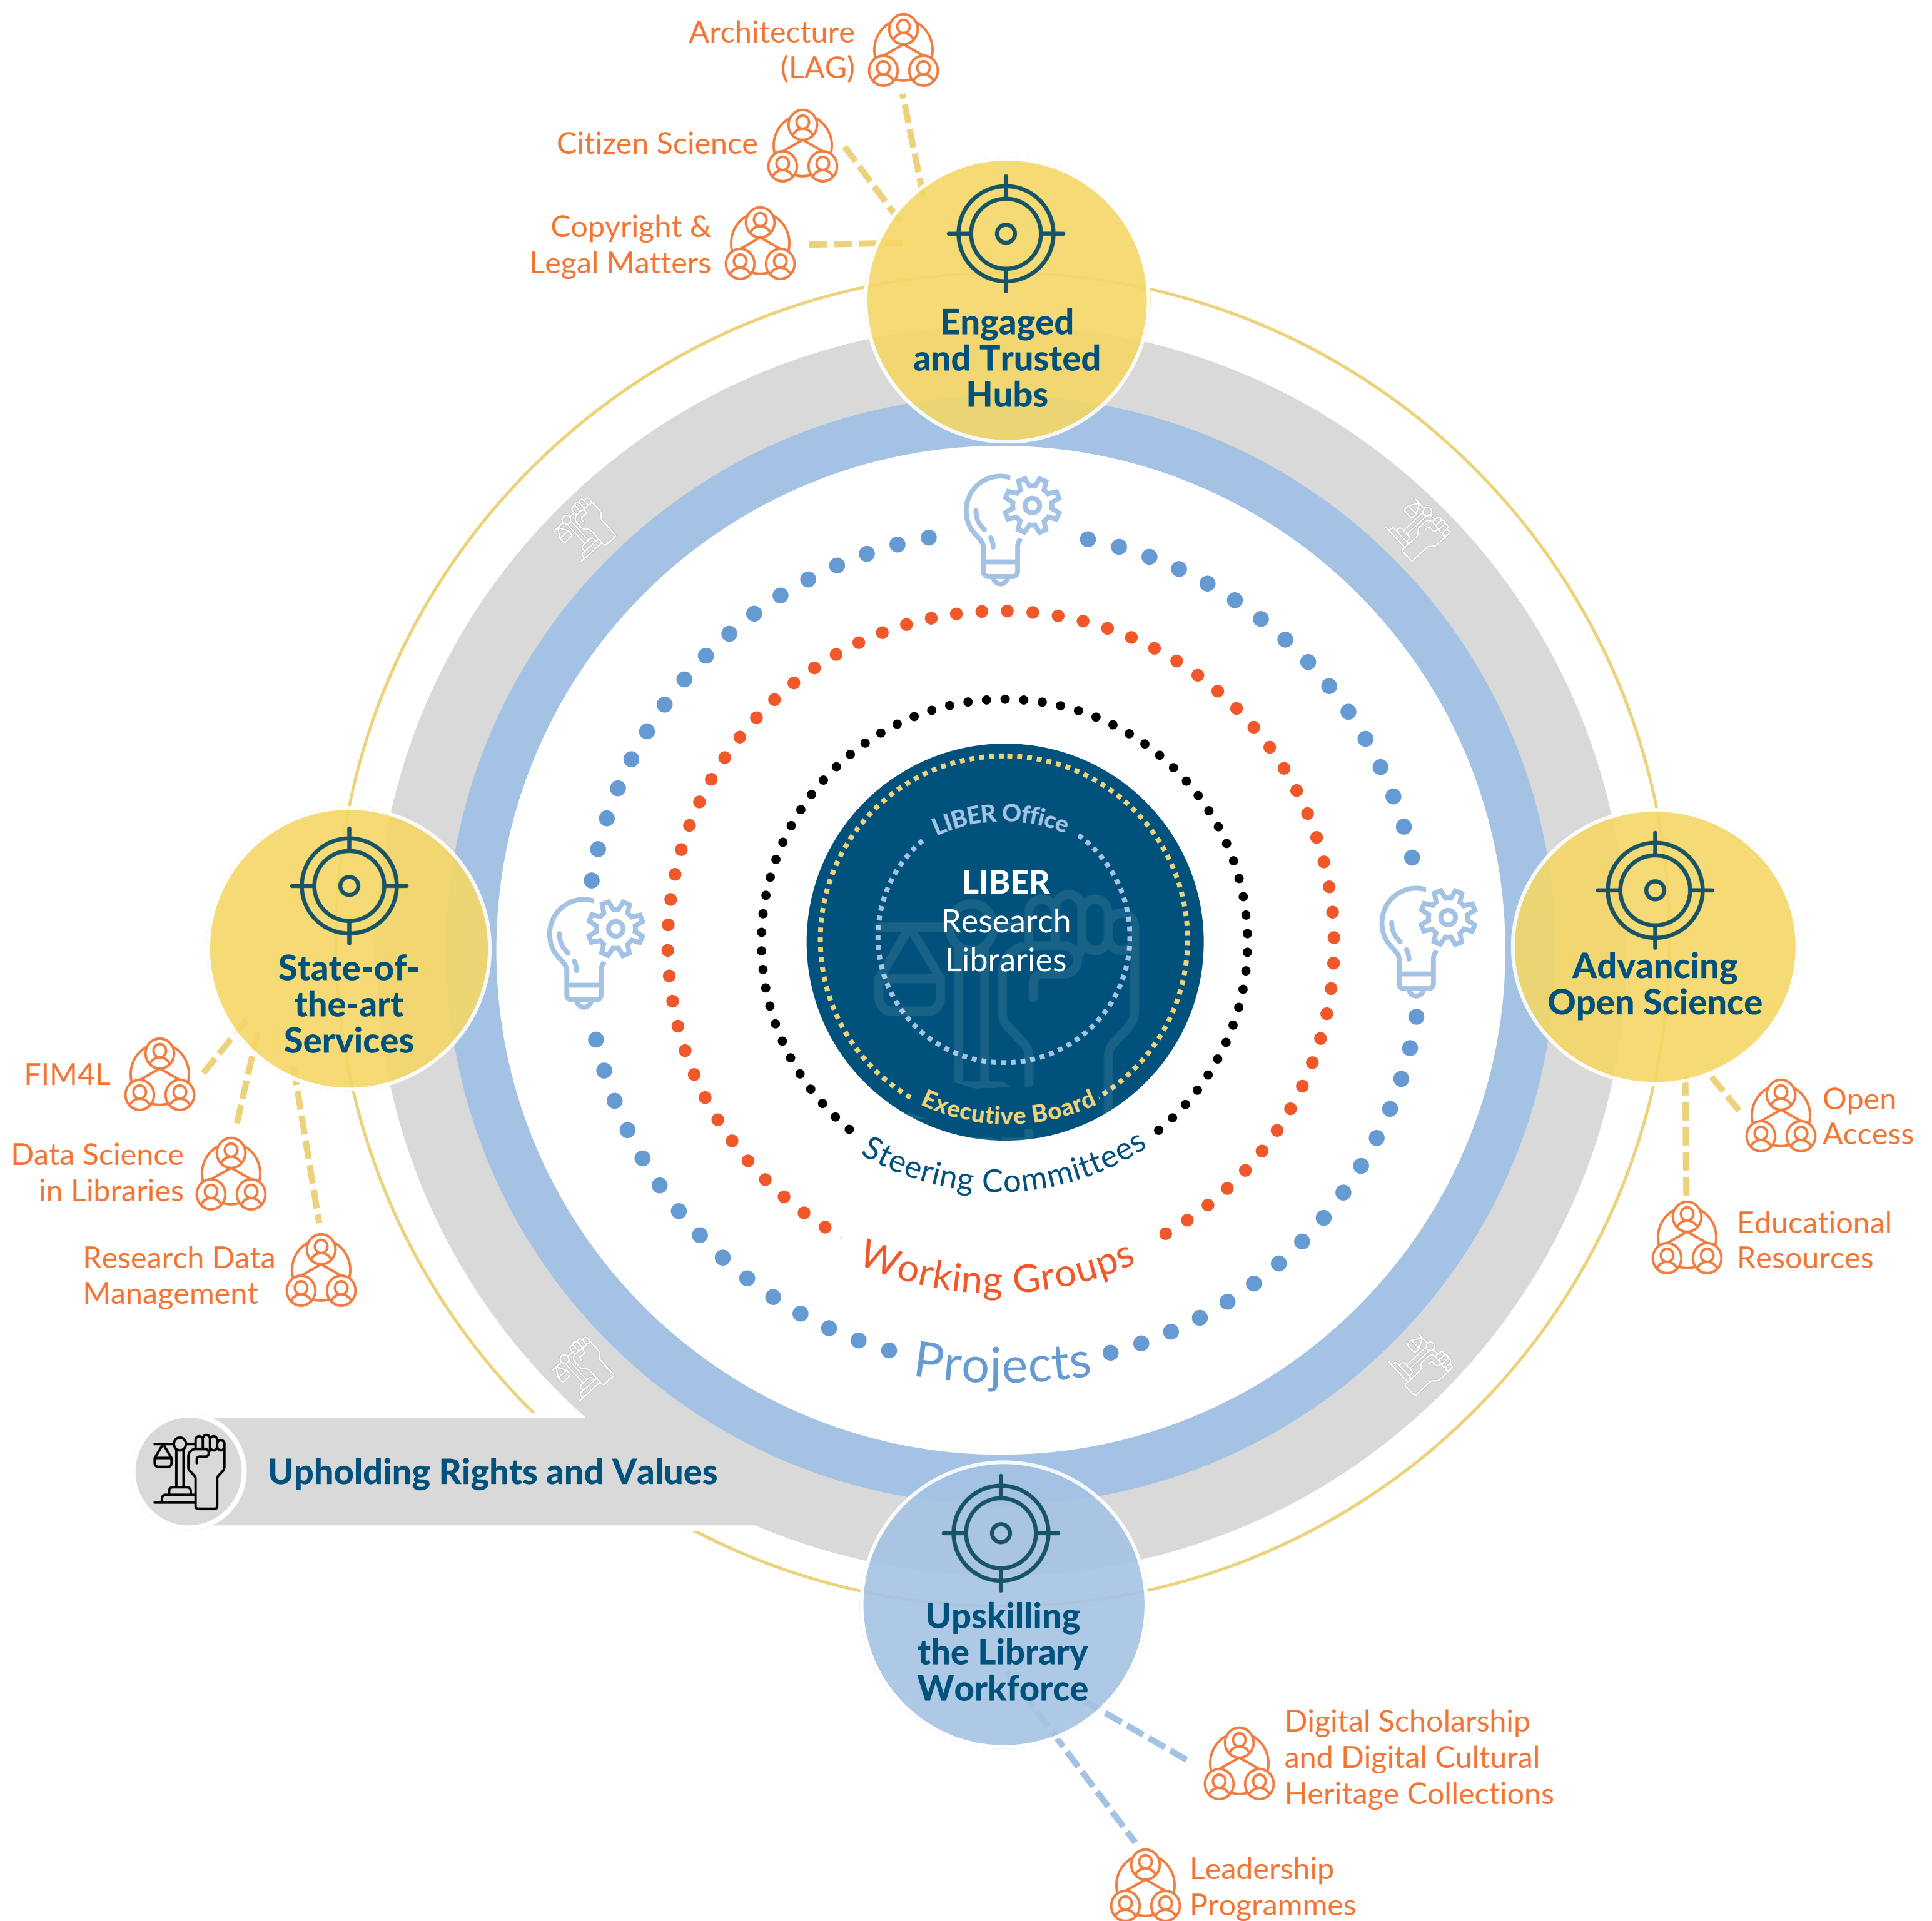 Architecture
(LAG)
Citizen Science
Copyright &
Legal Matters
Engaged
and Trusted
Hubs
LIBER Office
LIBER
Research
Libraries
Executive Board
Steering Committees
Working Groups
Projects
State-of-
the-art
Services
FIM4L
Data Science
in Libraries
Research Data
Management
Advancing
Open Science
Open
Access
Educational
Resources
Upholding Rights and Values
Upskilling
the Library
Workforce
Digital Scholarship
and Digital Cultural
Heritage Collections
Leadership
Programmes